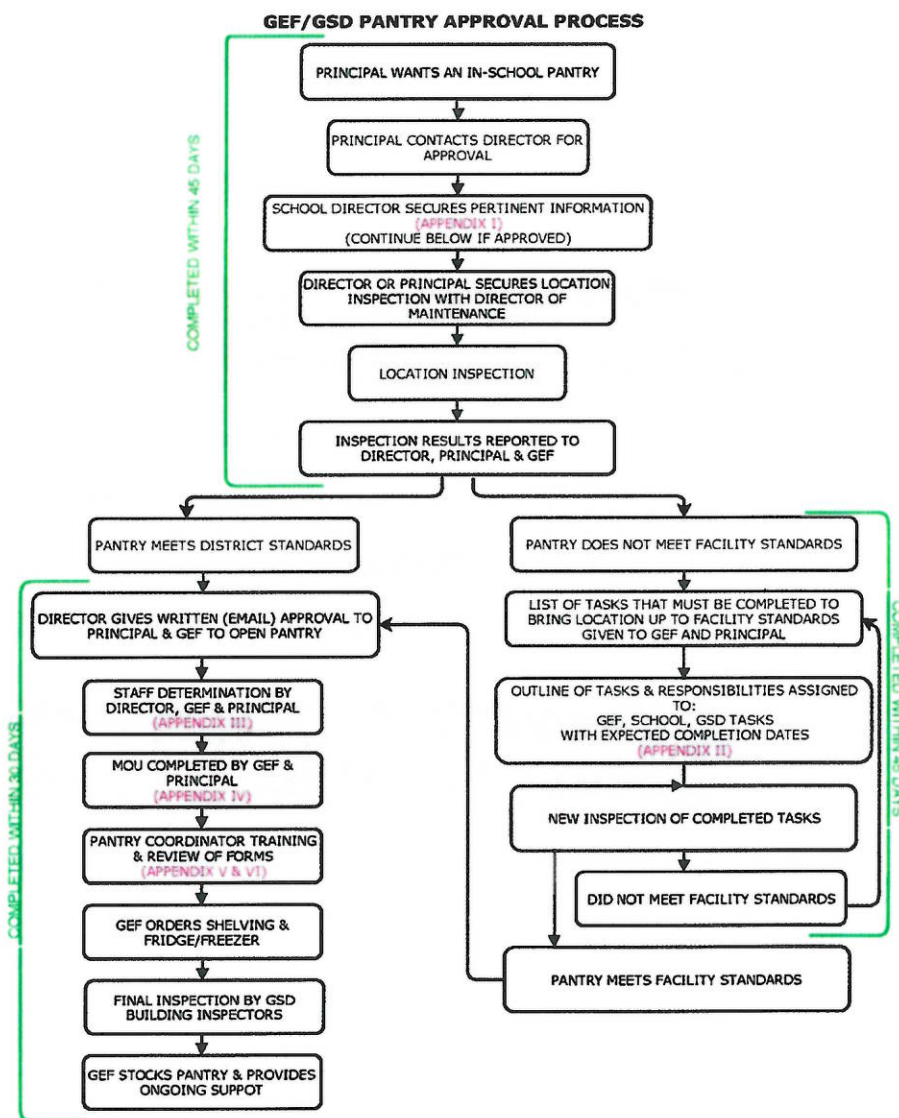 GEF/GSD PANTRY APPROVAL PROCESS
COMPLETED WITHIN 45 DAYS
PRINCIPAL WANTS AN IN-SCHOOL PANTRY
PRINCIPAL CONTACTS DIRECTOR FOR
APPROVAL
SCHOOL DIRECTOR SECURES PERTINENT INFORMATION
(APPENDIX I)
(CONTINUE BELOW IF APPROVED)
DIRECTOR OR PRINCIPAL SECURES LOCATION
INSPECTION WITH DIRECTOR OF
MAINTENANCE
LOCATION INSPECTION
INSPECTION RESULTS REPORTED TO
DIRECTOR, PRINCIPAL & GEF
PANTRY MEETS DISTRICT STANDARDS
COMPLETED WITHIN 30 DAYS
DIRECTOR GIVES WRITTEN (EMAIL) APPROVAL TO
PRINCIPAL & GEF TO OPEN PANTRY
STAFF DETERMINATION BY
DIRECTOR, GEF & PRINCIPAL
(APPENDIX III)
MOU COMPLETED BY GEF &
PRINCIPAL
(APPENDIX IV)
PANTRY COORDINATOR TRAINING
& REVIEW OF FORMS
(APPENDIX V & VI)
GEF ORDERS SHELVING &
FRIDGE/FREEZER
FINAL INSPECTION BY GSD
BUILDING INSPECTORS
GEF STOCKS PANTRY & PROVIDES
ONGOING SUPPOT
PANTRY DOES NOT MEET FACILITY STANDARDS
COMPLETED WITHIN 45 DAYS
LIST OF TASKS THAT MUST BE COMPLETED TO
BRING LOCATION UP TO FACILITY STANDARDS
GIVEN TO GEF AND PRINCIPAL
OUTLINE OF TASKS & RESPONSIBILITIES ASSIGNED
TO:
GEF, SCHOOL, GSD TASKS
WITH EXPECTED COMPLETION DATES
(APPENDIX II)
NEW INSPECTION OF COMPLETED TASKS
DID NOT MEET FACILITY STANDARDS
PANTRY MEETS FACILITY STANDARDS